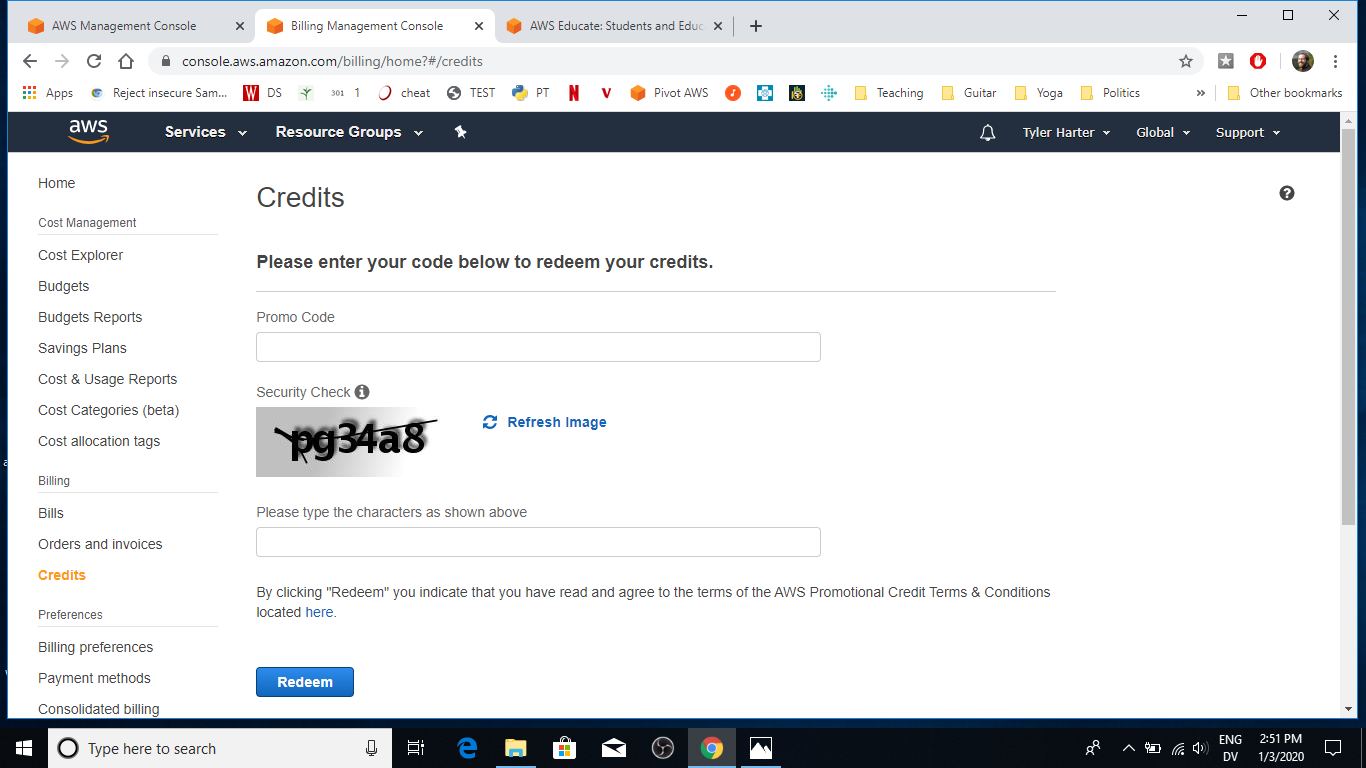 AWS Management Console
Billing Management Console
AWS Educate: Students and Educ
console.aws.amazon.com/billing/home?#/credits
Apps
Reject insecure Sam...
DS
301 1
cheat
TEST
PT
Pivot AWS
Teaching
Guitar
Yoga
Politics
»
Other bookmarks
aws
Services
Resource Groups
Tyler Harter
Global
Support
Home
Cost Management
Cost Explorer
Budgets
Budgets Reports
Savings Plans
Cost & Usage Reports
Cost Categories (beta)
Cost allocation tags
Billing
Bills
Orders and invoices
Credits
Preferences
Billing preferences
Payment methods
Consolidated billing
Credits
Please enter your code below to redeem your credits.
Promo Code
Security Check
pg34a8
Refresh Image
Please type the characters as shown above
By clicking "Redeem" you indicate that you have read and agree to the terms of the AWS Promotional Credit Terms & Conditions
located here.
Redeem
Type here to search
ENG
DV
2:51 PM
1/3/2020